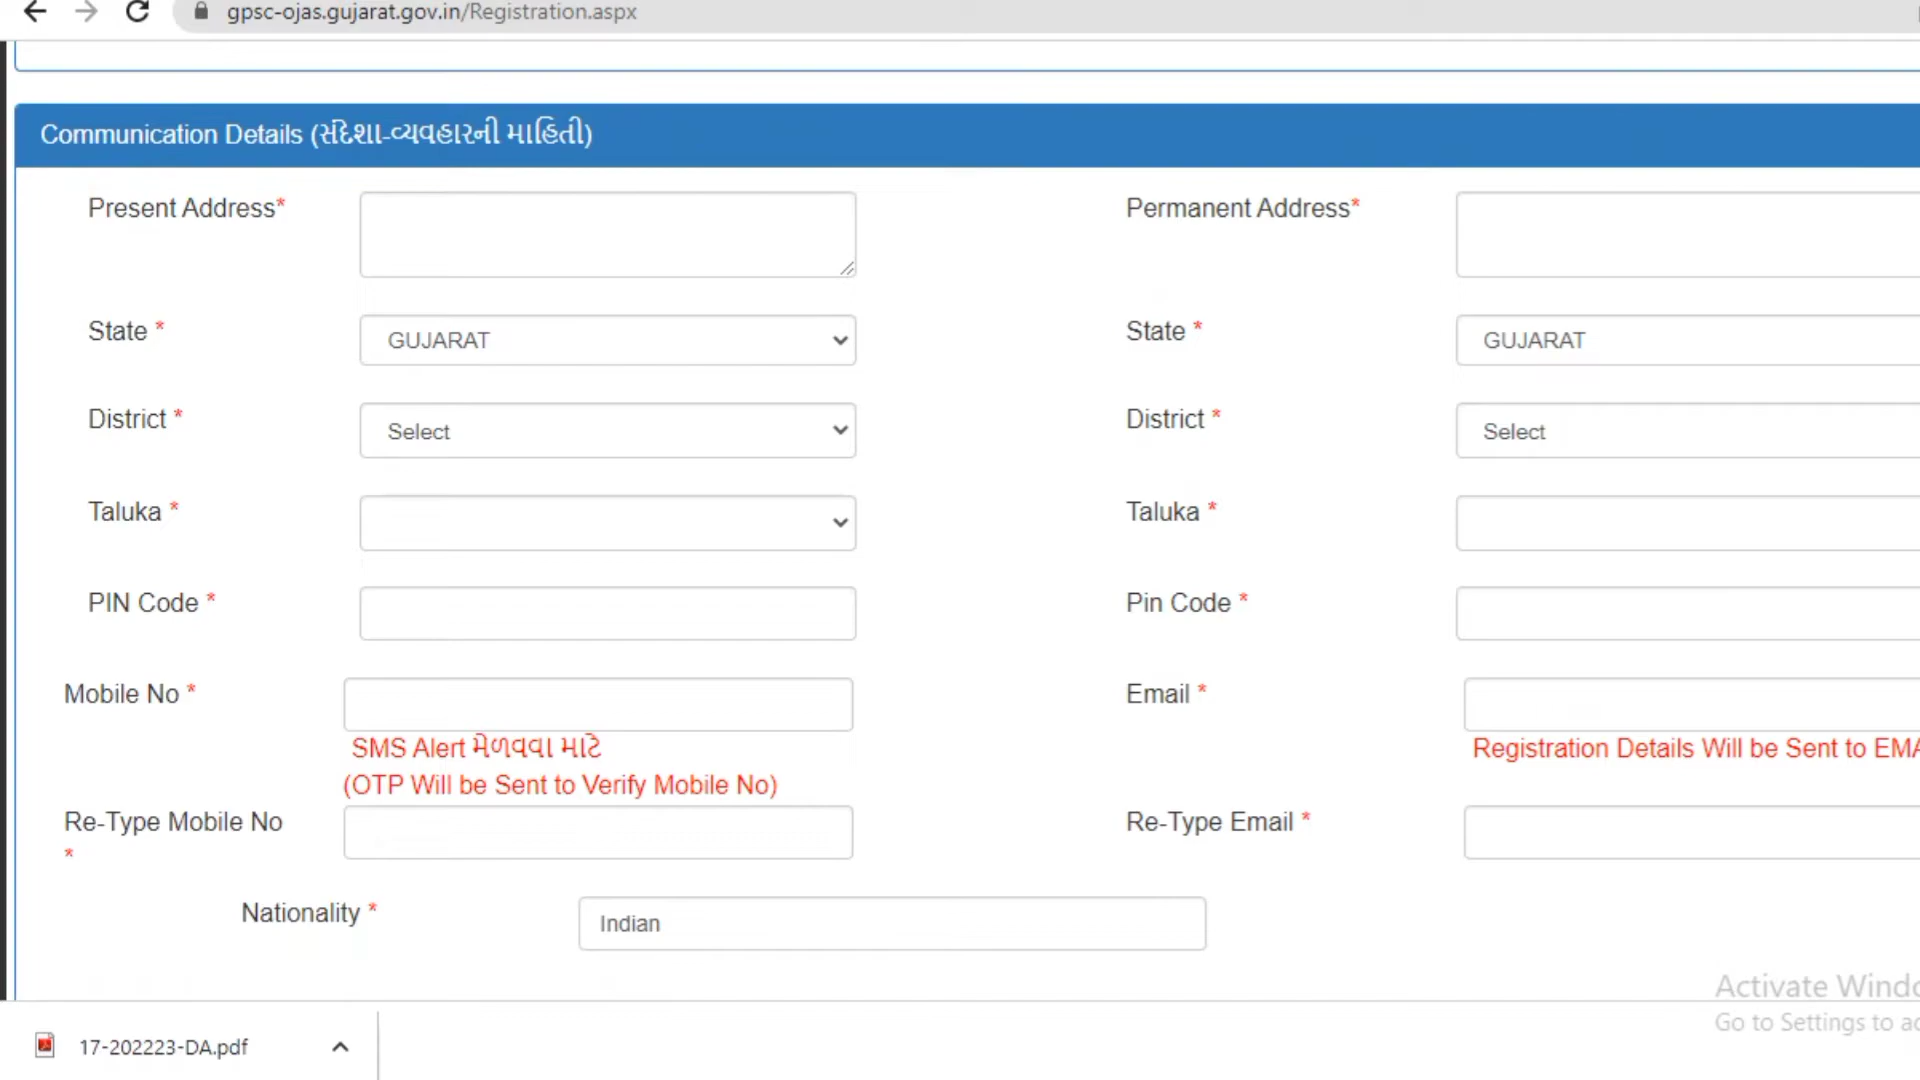 gpsc-ojas.gujarat.gov.in/Registration.aspx
Communication Details (સંદેશા-વ્યવહારની માહિતી)
Present Address*
Permanent Address*
State *
GUJARAT
State *
GUJARAT
District *
Select
District *
Select
Taluka *
Taluka *
PIN Code *
Pin Code *
Mobile No *
Email *
SMS Alert મેળવવા માટે
Registration Details Will be Sent to EMA
(OTP Will be Sent to Verify Mobile No)
Re-Type Mobile No
*
Re-Type Email *
Nationality *
Indian
Activate Windo
Go to Settings to ac
17-202223-DA.pdf